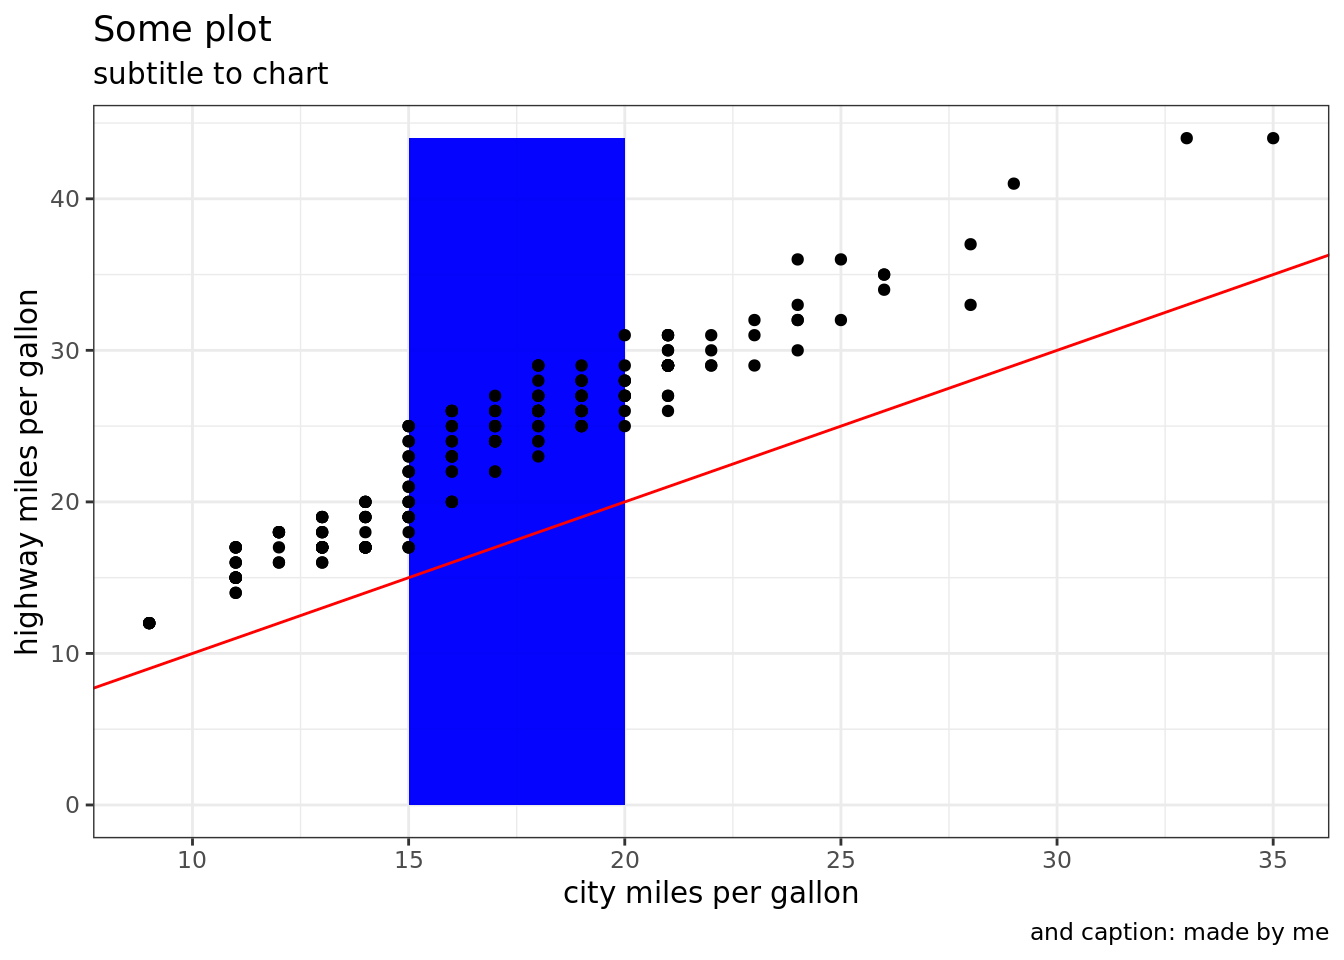 Some plot
subtitle to chart
highway miles per gallon
40
30
20
10
0
10 15 20 25 30 35
city miles per gallon
and caption: made by me